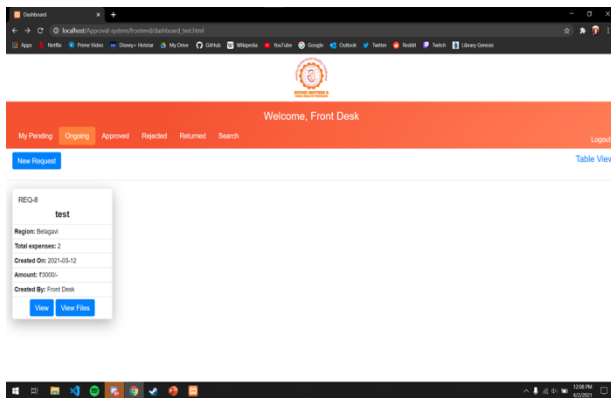 Dashboard
localhost/Approval-system/frontend/dashboard_test.html
Apps Netflix Prime Video Disney+ Hotstar My Drive GitHub Wikipedia YouTube Google Outlook Twitter Reddit Twitch Library Genesis
Welcome, Front Desk
My Pending Ongoing Approved Rejected Returned Search
Logout
New Request
Table View
REQ-8
test
Region: Belagavi
Total expenses: 2
Created On: 2021-03-12
Amount: ₹3000/-
Created By: Front Desk
View View Files
12:08 PM
4/2/2021